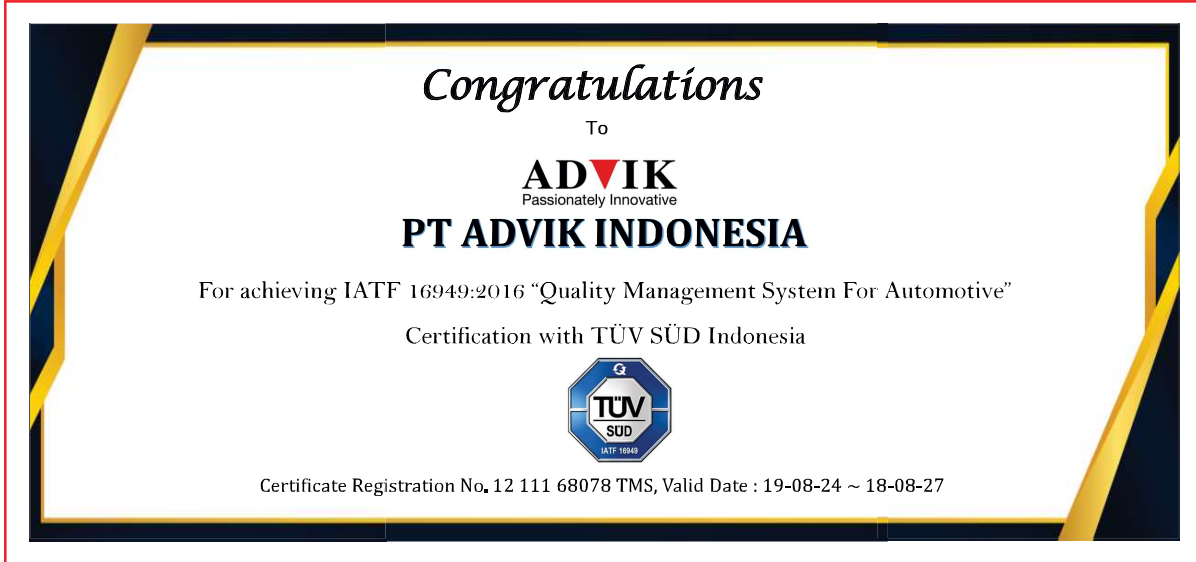 Congratulations
To
ADVIK
Passionately Innovative
PT ADVIK INDONESIA
For achieving IATF 16949:2016 “Quality Management System For Automotive”
Certification with TÜV SÜD Indonesia
TÜV
SÜD
IATF 16949
Certificate Registration No. 12 111 68078 TMS, Valid Date : 19-08-24 ~ 18-08-27